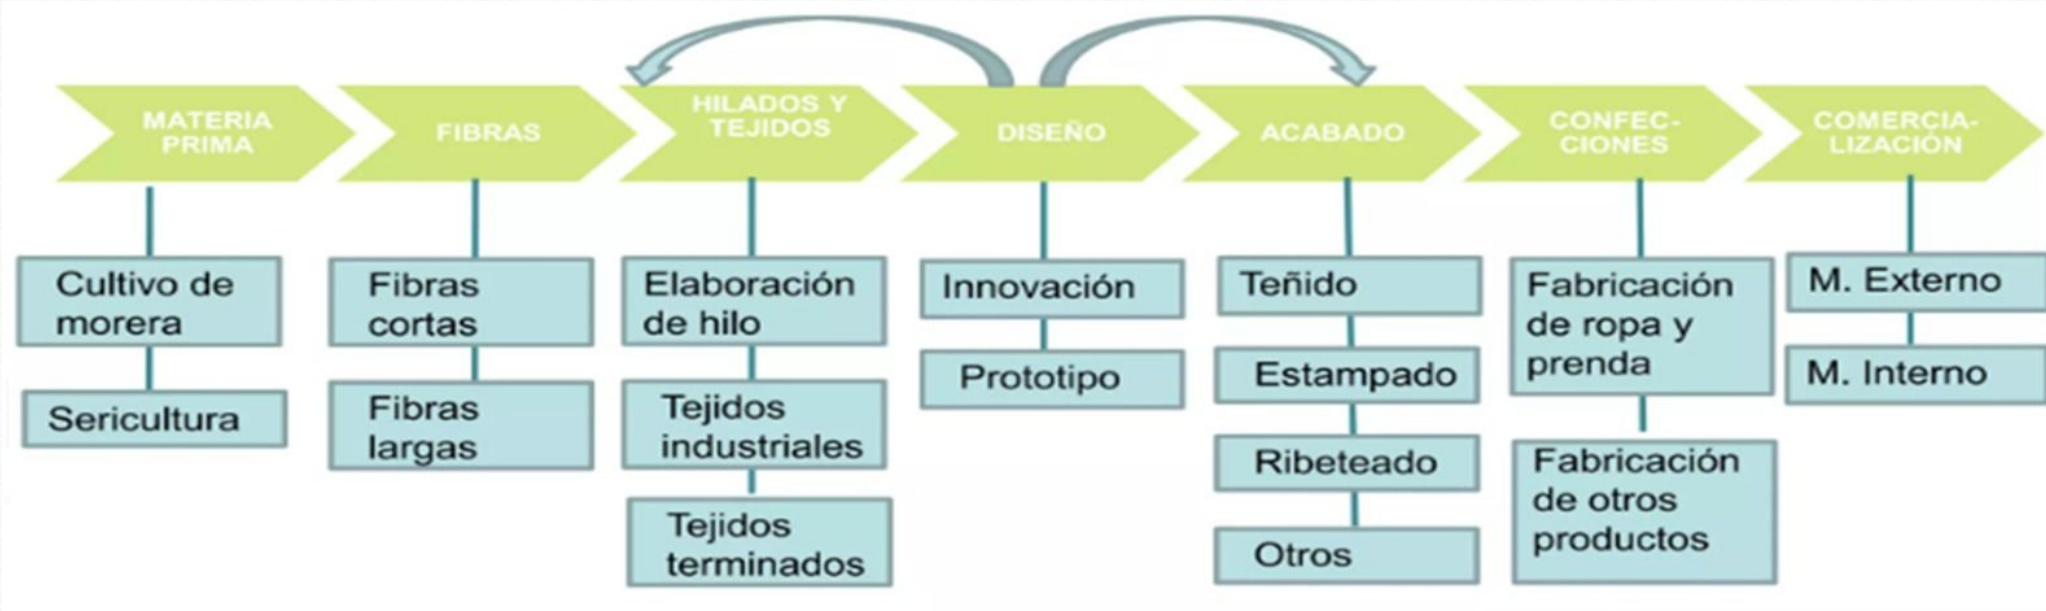 MATERIA
PRIMA
FIBRAS
HILADOS Y
TEJIDOS
DISEÑO
ACABADO
CONFEC-
CIONES
COMERCIA-
LIZACIÓN
Cultivo de
morera
Sericultura
Fibras
cortas
Fibras
largas
Elaboración
de hilo
Tejidos
industriales
Tejidos
terminados
Innovación
Prototipo
Teñido
Estampado
Ribeteado
Otros
Fabricación
de ropa y
prenda
Fabricación
de otros
productos
M. Externo
M. Interno